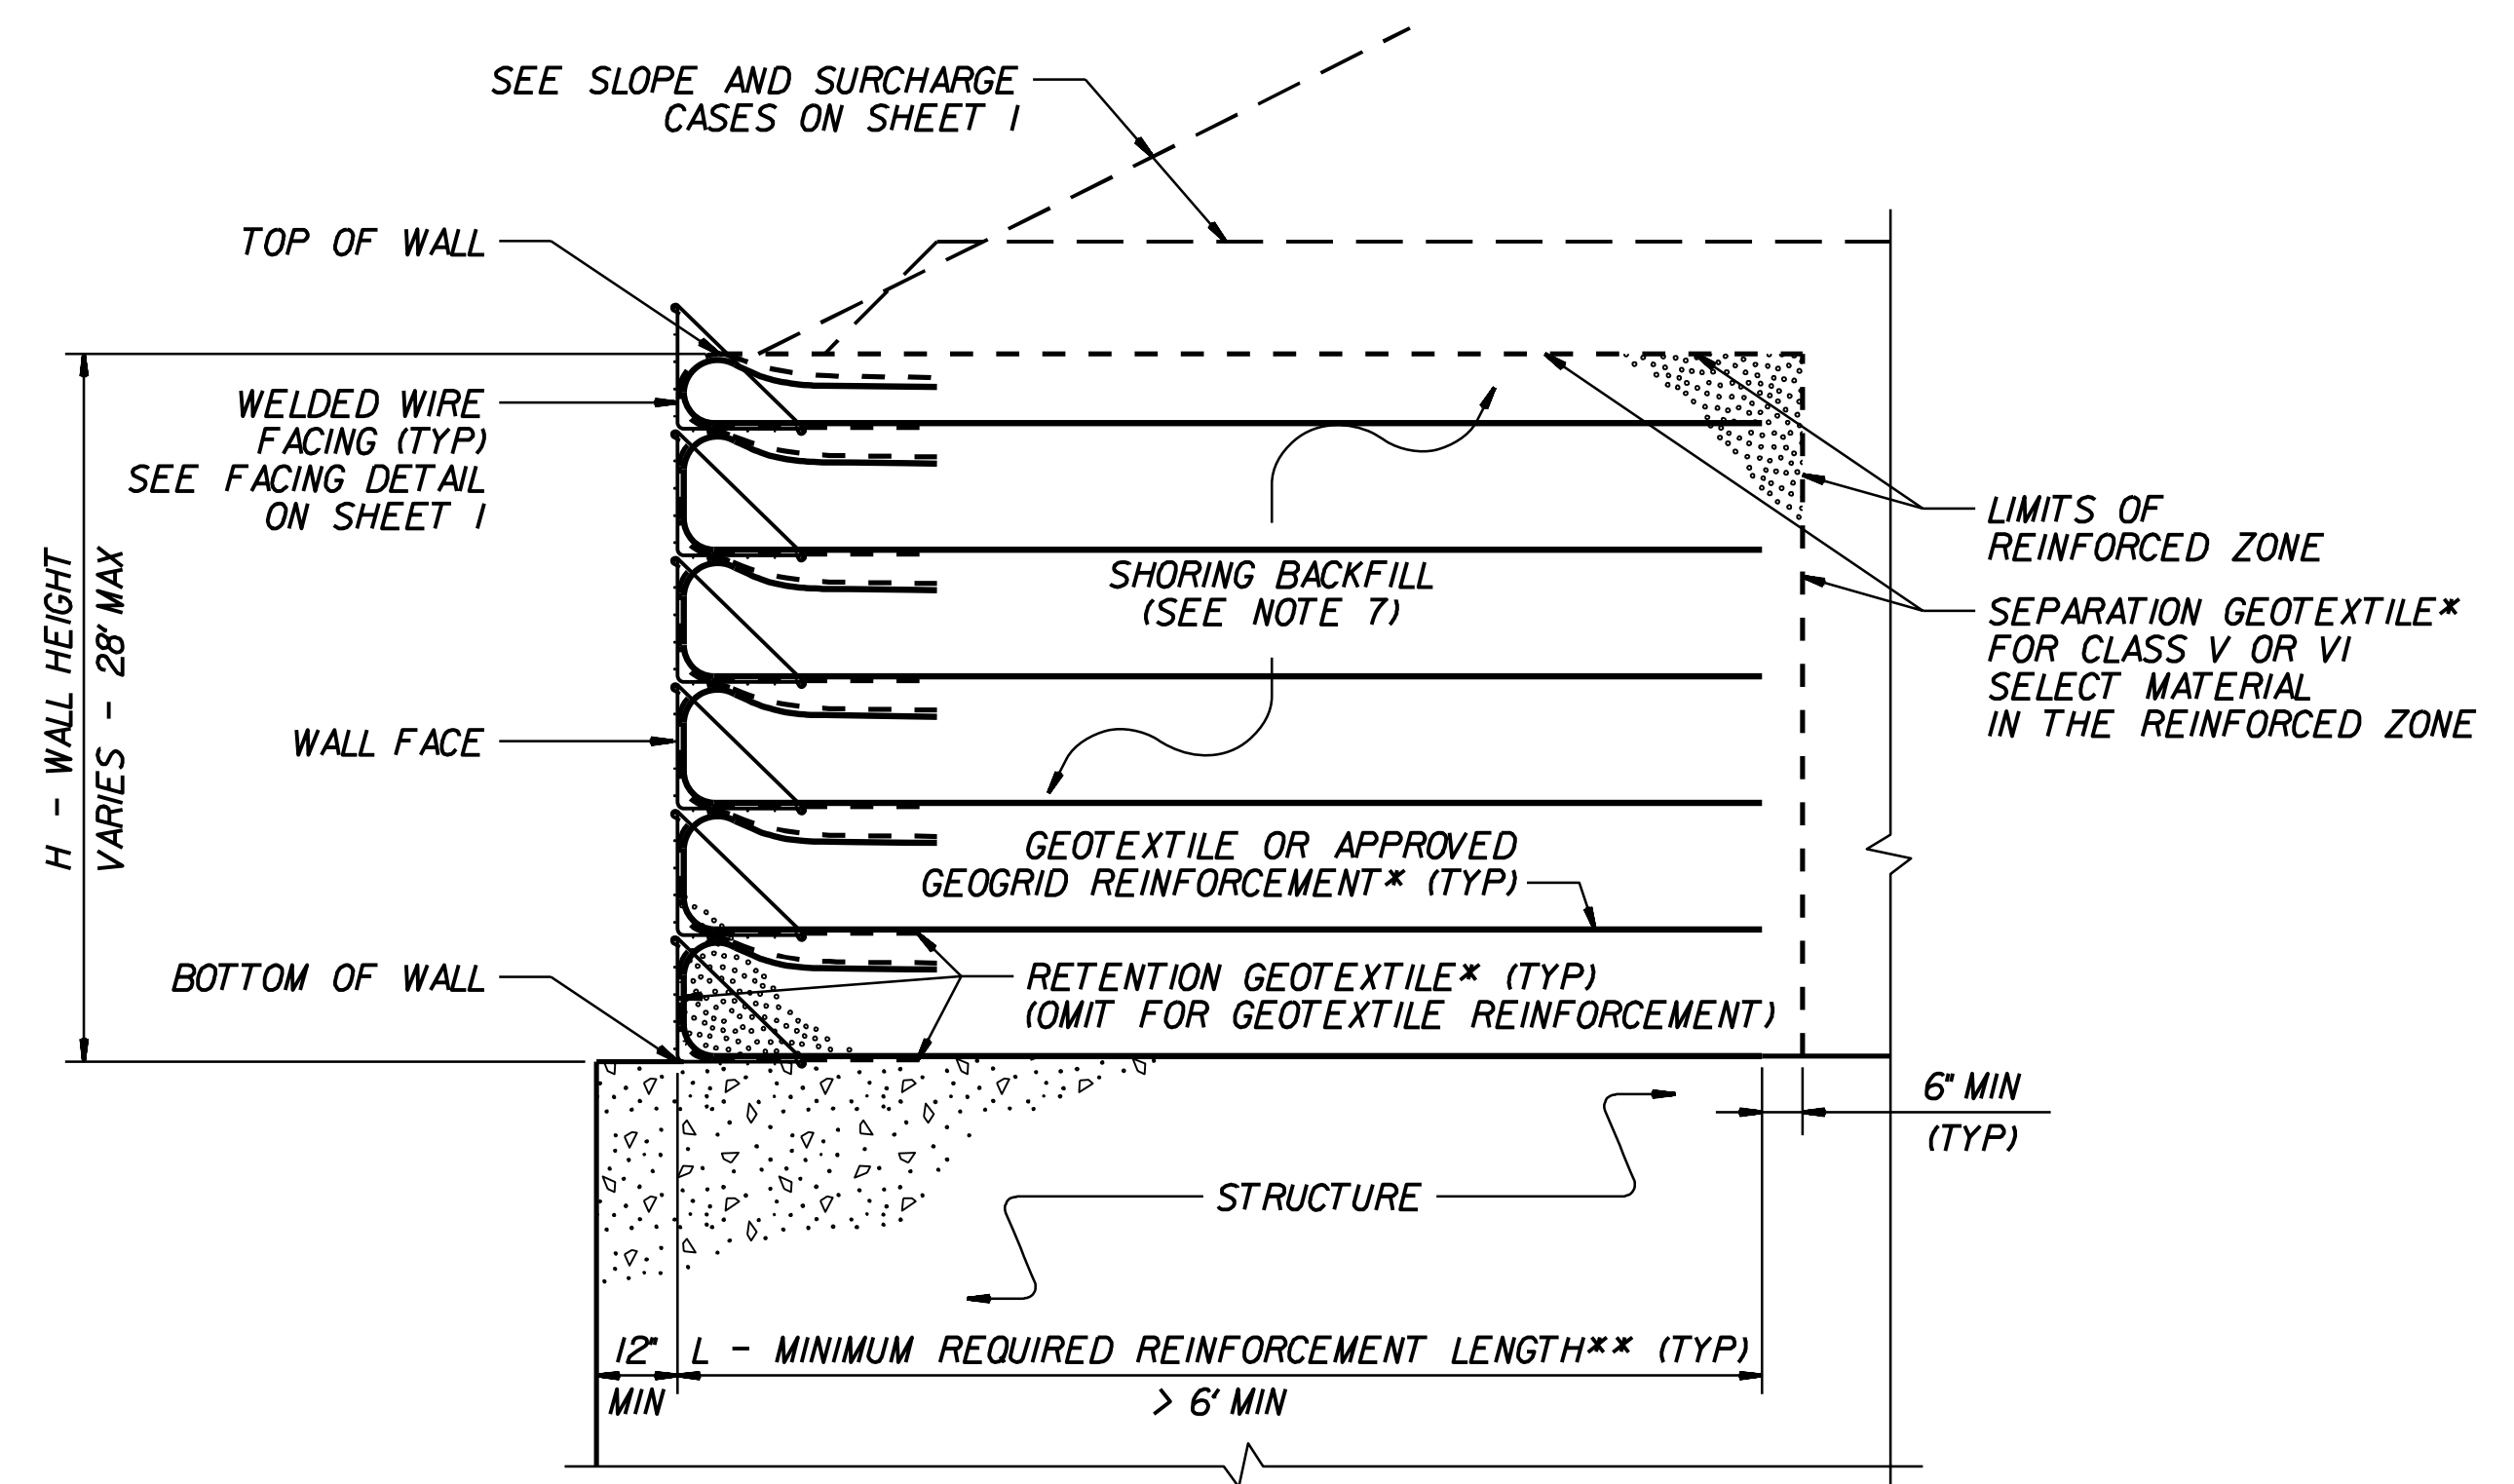 SEE SLOPE AND SURCHARGE
CASES ON SHEET 1
TOP OF WALL
WELDED WIRE
FACING (TYP)
SEE FACING DETAIL
ON SHEET 1
H - WALL HEIGHT
VARIES - 28' MAX
WALL FACE
BOTTOM OF WALL
SHORING BACKFILL
(SEE NOTE 7)
GEOTEXTILE OR APPROVED
GEOGRID REINFORCEMENT* (TYP)
RETENTION GEOTEXTILE* (TYP)
(OMIT FOR GEOTEXTILE REINFORCEMENT)
LIMITS OF
REINFORCED ZONE
SEPARATION GEOTEXTILE*
FOR CLASS V OR VI
SELECT MATERIAL
IN THE REINFORCED ZONE
6" MIN
(TYP)
STRUCTURE
12"
MIN
L - MINIMUM REQUIRED REINFORCEMENT LENGTH** (TYP)
> 6' MIN